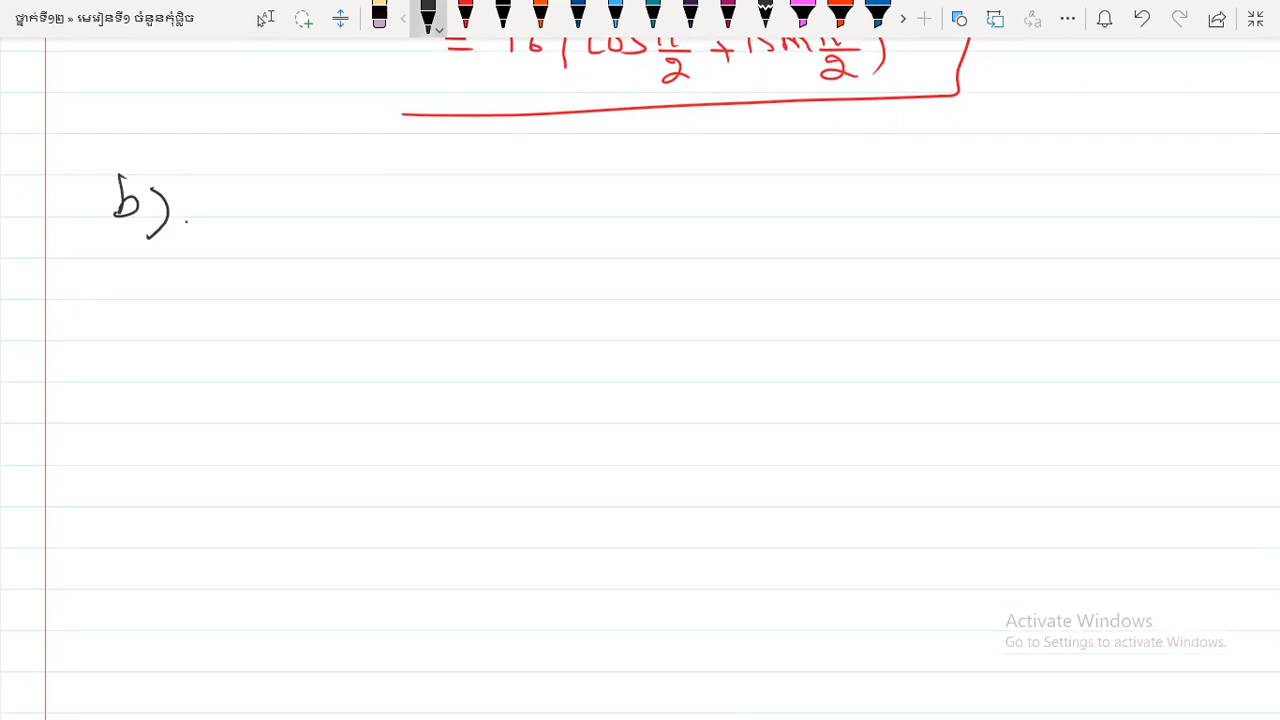 ថ្នាក់ទី១២ » មេរៀនទី១ ចំនួនកុំផ្លិច
= 16 ( cos π/2 + i sin π/2 )
b).
Activate Windows
Go to Settings to activate Windows.